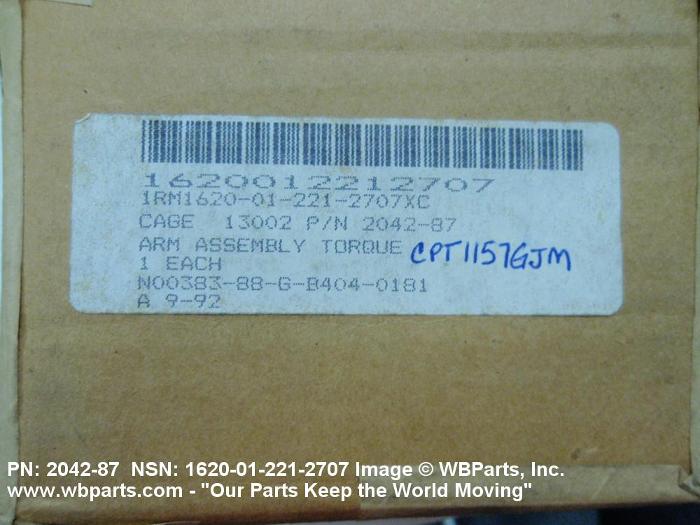 1620012212707
1RM1620-01-221-2707XC
CAGE 13002 P/N 2042-87
ARM ASSEMBLY TORQUE CPT1157GJM
1 EACH
N00383-88-G-B404-0181
A 9-92
PN: 2042-87 NSN: 1620-01-221-2707 Image © WBParts, Inc.
www.wbparts.com - "Our Parts Keep the World Moving"